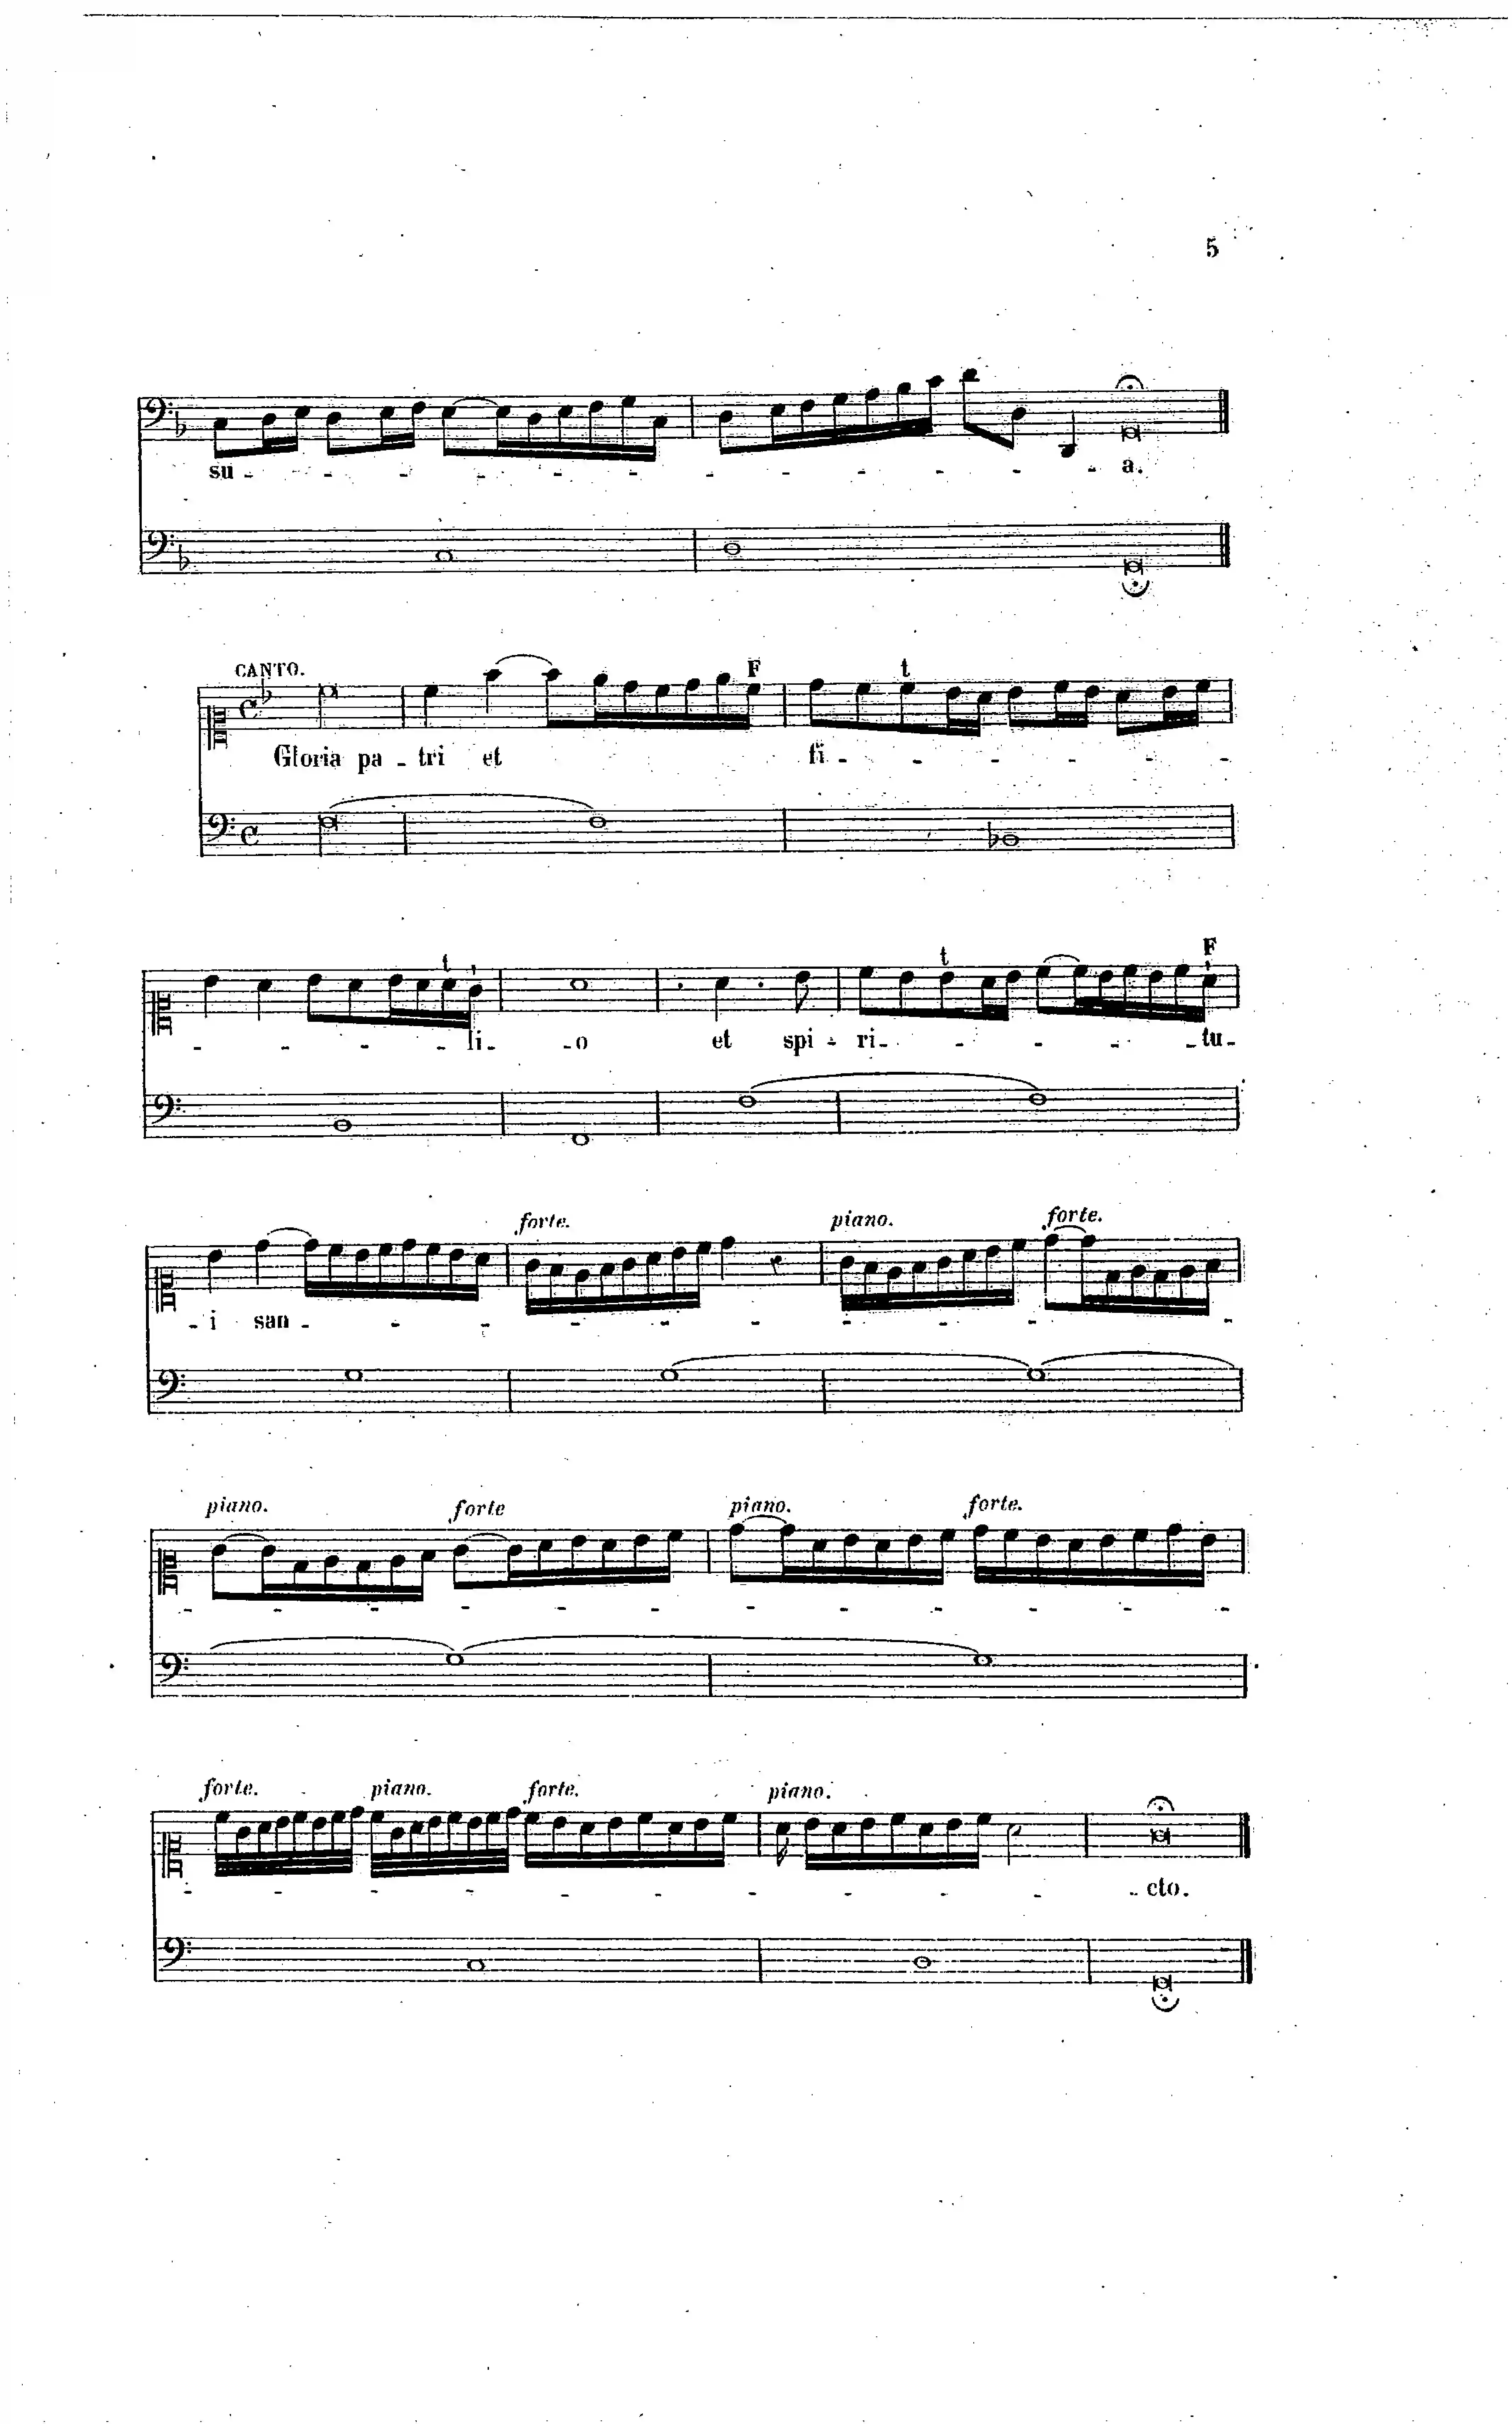 5
su - - - - - - - - - - - - a.
CANTO.
F t
Gloria pa - tri et fi - - - - - -
t F
- - - - li - - o et spi - ri - - - - - tu -
forte. piano. forte.
- i san - - - - - - - - - -
piano. forte piano. forte.
- - - - - - - - - - - -
forte. piano. forte. piano.
- - - - - - - - - - - cto.